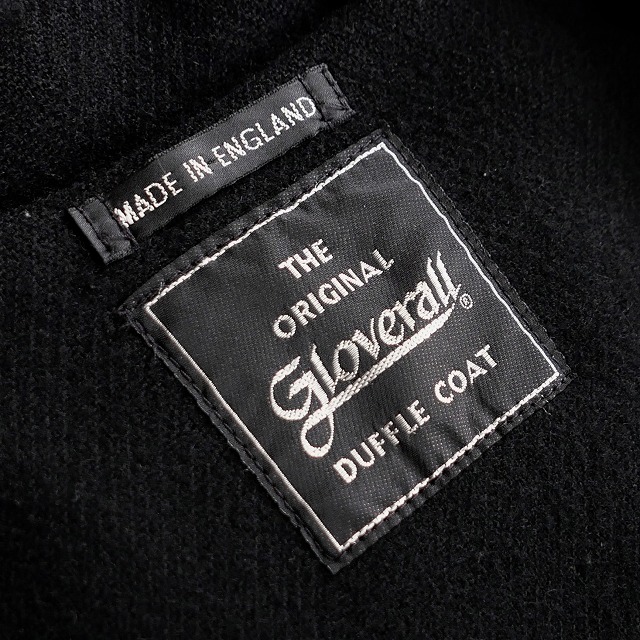 MADE IN ENGLAND
THE
ORIGINAL
Gloverall®
DUFFLE COAT